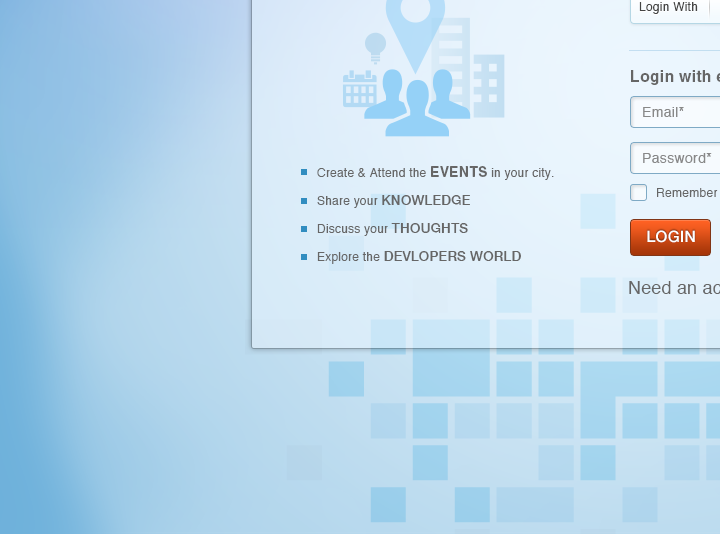 Login With
Login with e
Email*
Password*
Remember
LOGIN
Need an ac
Create & Attend the EVENTS in your city.
Share your KNOWLEDGE
Discuss your THOUGHTS
Explore the DEVLOPERS WORLD